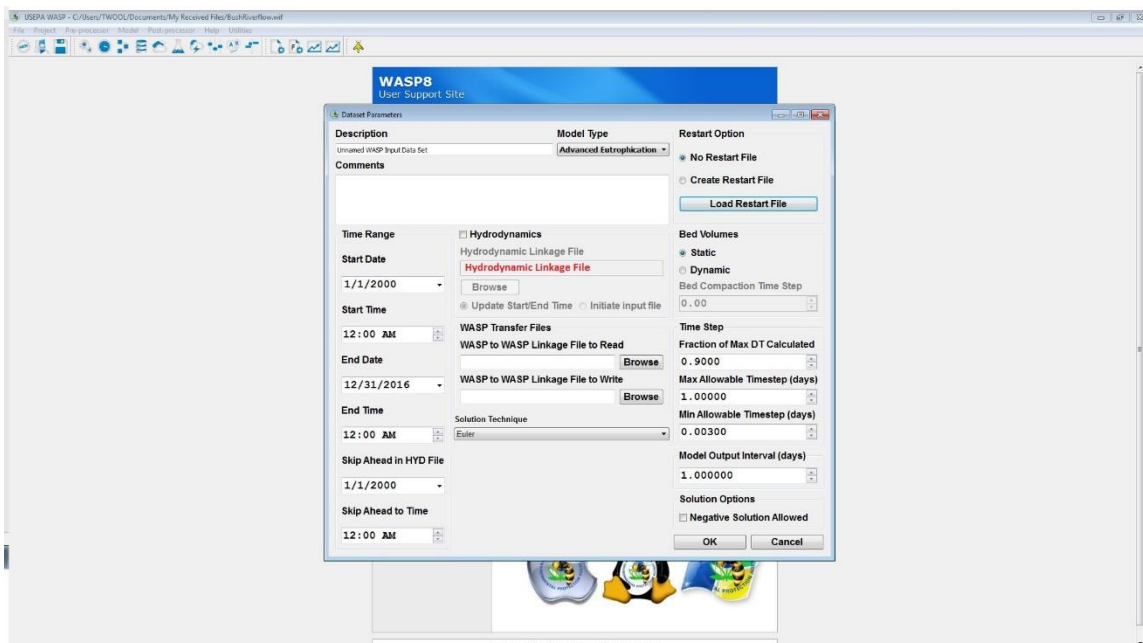 USEPA WASP - C:/Users/TWOOL/Documents/My Received Files/BushRiverflow.wif
File Project Pre-processor Model Post-processor Help Utilities
WASP8
User Support Site
Dataset Parameters
Description Model Type Restart Option
Unnamed WASP Input Data Set Advanced Eutrophication No Restart File
Comments
Create Restart File
Load Restart File
Time Range
Start Date
1/1/2000
Start Time
12:00 AM
End Date
12/31/2016
End Time
12:00 AM
Skip Ahead in HYD File
1/1/2000
Skip Ahead to Time
12:00 AM
Hydrodynamics
Hydrodynamic Linkage File
Hydrodynamic Linkage File
Browse
Update Start/End Time Initiate input file
WASP Transfer Files
WASP to WASP Linkage File to Read
Browse
WASP to WASP Linkage File to Write
Browse
Solution Technique
Euler
Bed Volumes
Static
Dynamic
Bed Compaction Time Step
0.00
Time Step
Fraction of Max DT Calculated
0.9000
Max Allowable Timestep (days)
1.00000
Min Allowable Timestep (days)
0.00300
Model Output Interval (days)
1.000000
Solution Options
Negative Solution Allowed
OK Cancel